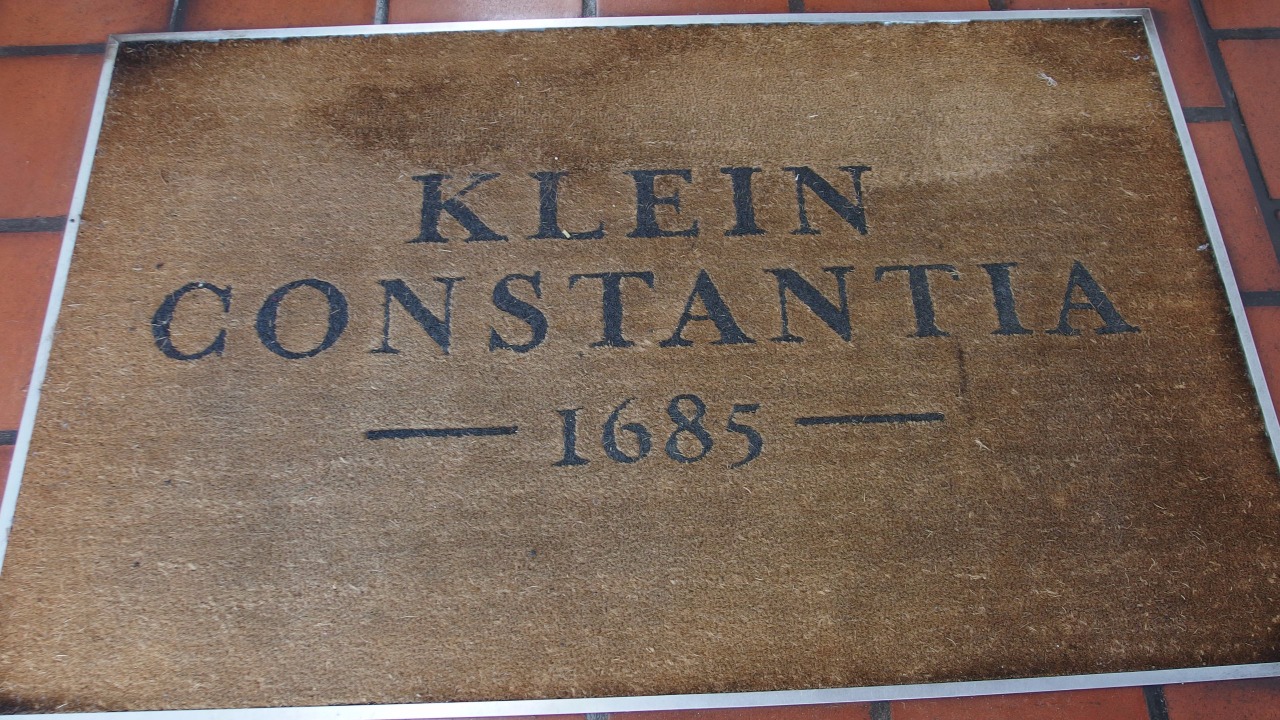 KLEIN
CONSTANTIA
— 1685 —